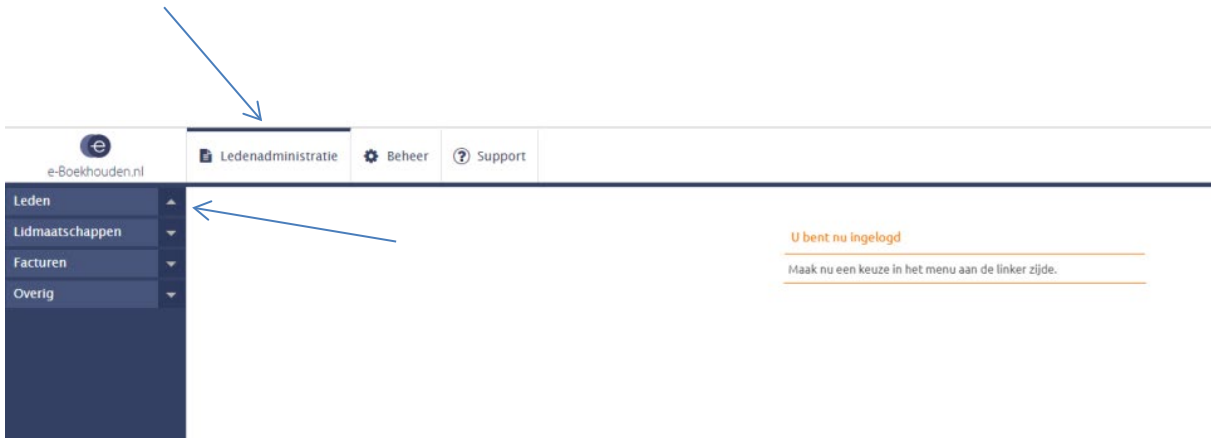 e-Boekhouden.nl
Ledenadministratie Beheer ? Support
Leden
Lidmaatschappen
Facturen
Overig
U bent nu ingelogd
Maak nu een keuze in het menu aan de linker zijde.